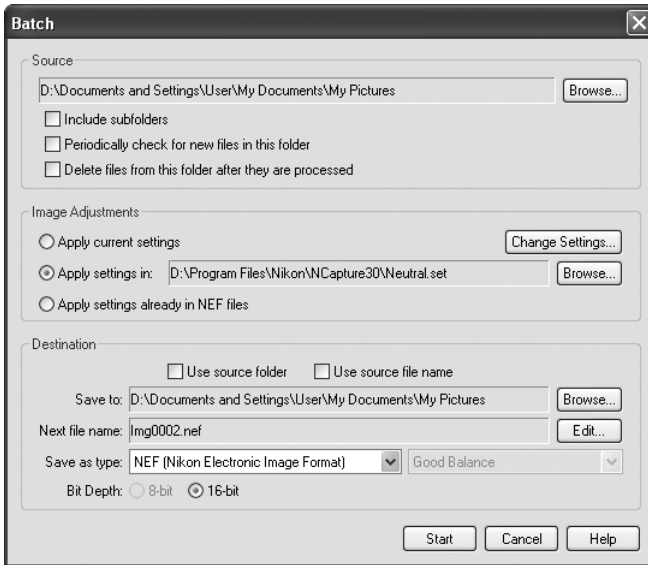 Batch
Source
D:\Documents and Settings\User\My Documents\My Pictures Browse...
Include subfolders
Periodically check for new files in this folder
Delete files from this folder after they are processed
Image Adjustments
Apply current settings Change Settings...
Apply settings in: D:\Program Files\Nikon\NCapture30\Neutral.set Browse...
Apply settings already in NEF files
Destination
Use source folder Use source file name
Save to: D:\Documents and Settings\User\My Documents\My Pictures Browse...
Next file name: Img0002.nef Edit...
Save as type: NEF (Nikon Electronic Image Format) Good Balance
Bit Depth: 8-bit 16-bit
Start Cancel Help